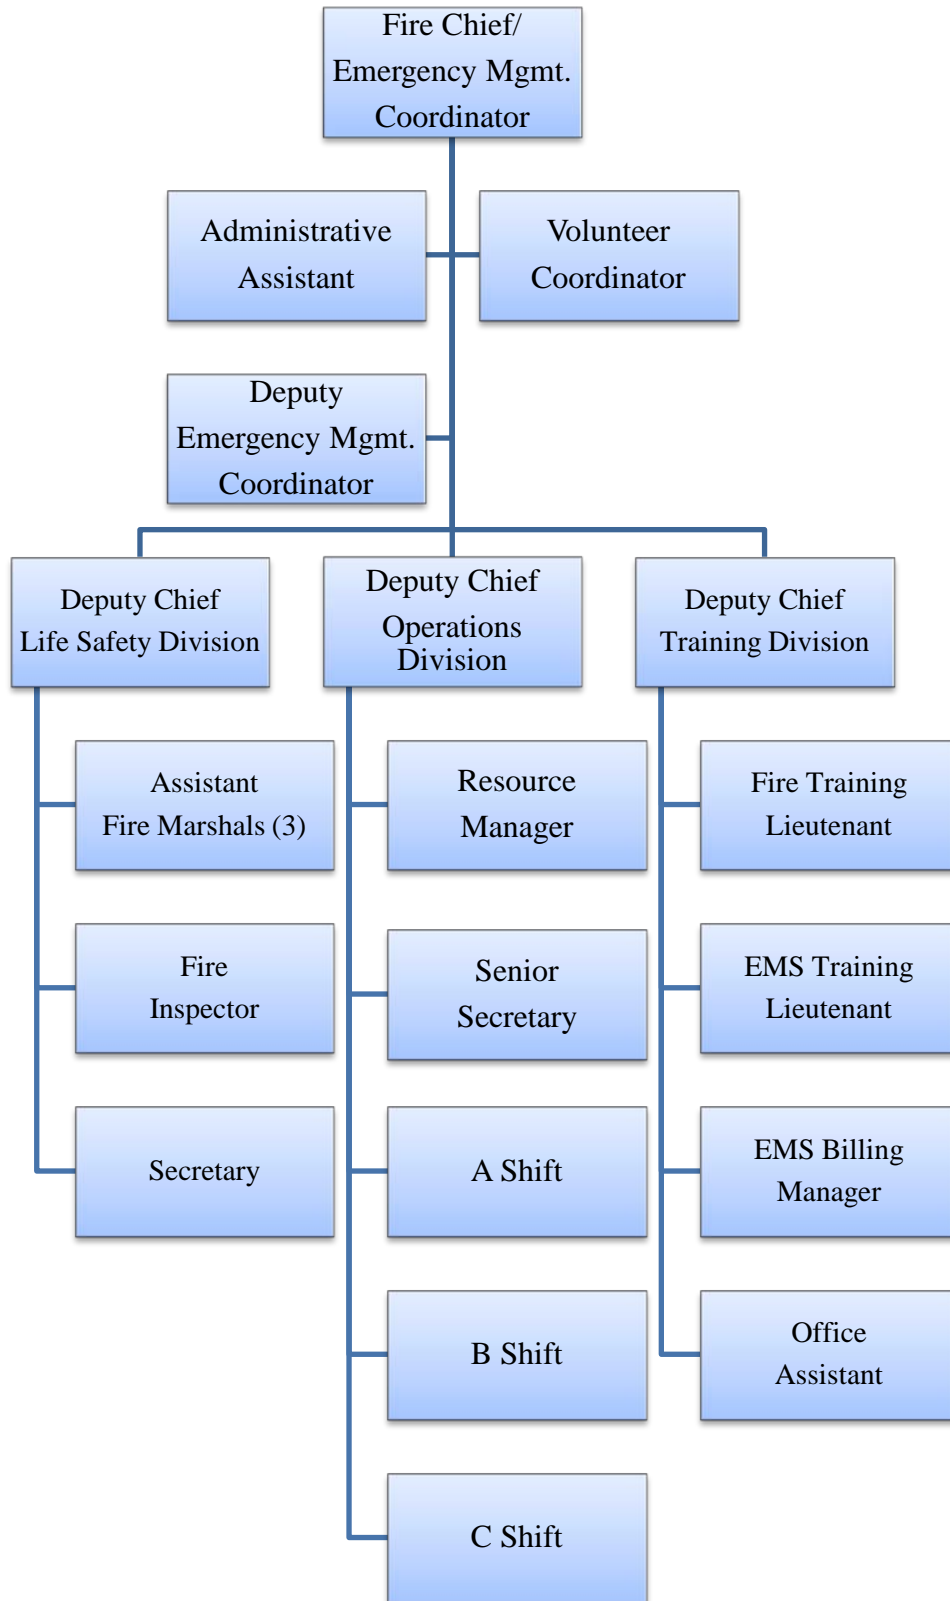 Fire Chief/
Emergency Mgmt.
Coordinator
Administrative
Assistant
Volunteer
Coordinator
Deputy
Emergency Mgmt.
Coordinator
Deputy Chief
Life Safety Division
Deputy Chief
Operations
Division
Deputy Chief
Training Division
Assistant
Fire Marshals (3)
Fire
Inspector
Secretary
Resource
Manager
Senior
Secretary
A Shift
B Shift
C Shift
Fire Training
Lieutenant
EMS Training
Lieutenant
EMS Billing
Manager
Office
Assistant